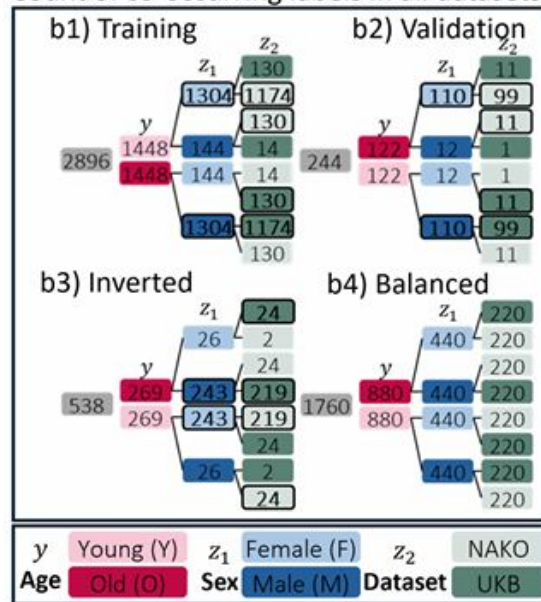 b1) Training
b2) Validation
z1 z2
130
1304 1174
130
y
1448 144 14
2896
1448 144 14
130
1304 1174
130
z1 z2
11
110 99
11
y
122 12 1
244
122 12 1
11
110 99
11
b3) Inverted
b4) Balanced
z1
24
26 2
24
y
269 243 219
538
269 243 219
24
26 2
24
z1
220
440 220
220
y
880 440 220
1760
880 440 220
220
440 220
220
y Young (Y) z1 Female (F) z2 NAKO
Age Old (O) Sex Male (M) Dataset UKB